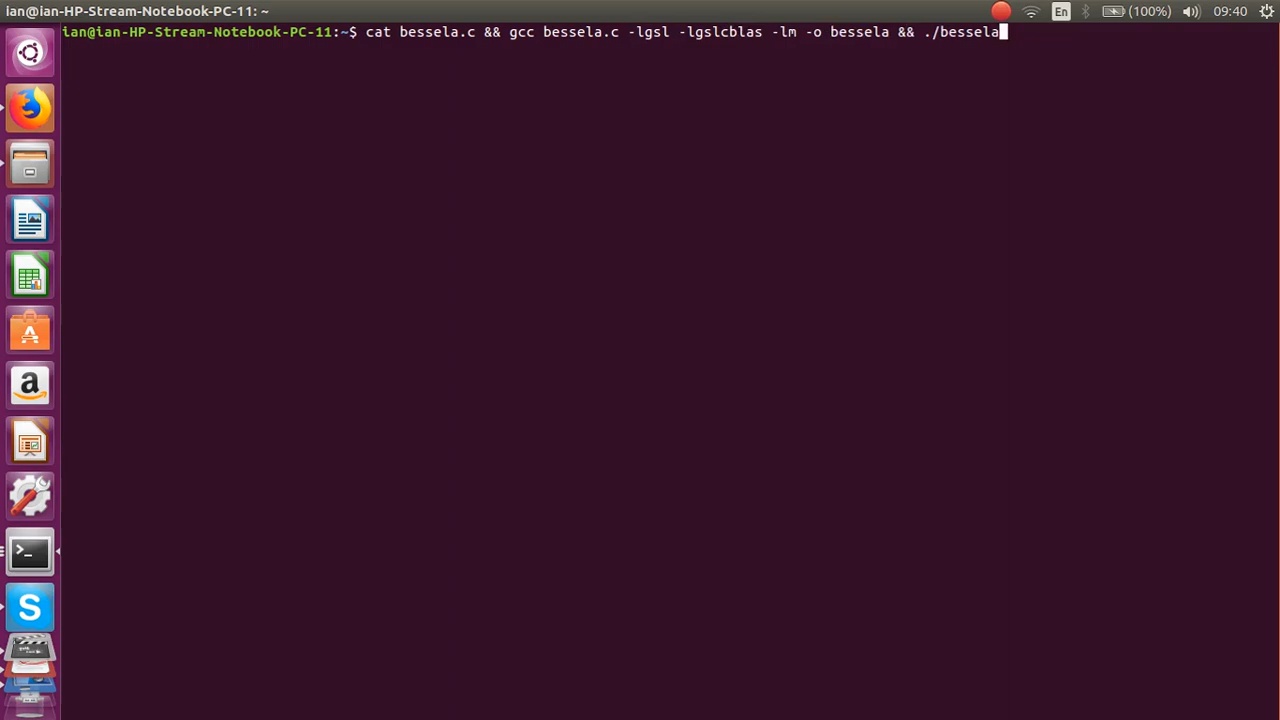 ian@ian-HP-Stream-Notebook-PC-11: ~
En
(100%)
09:40
ian@ian-HP-Stream-Notebook-PC-11:~$ cat bessela.c && gcc bessela.c -lgsl -lgslcblas -lm -o bessela && ./bessela
A
a
>_
S